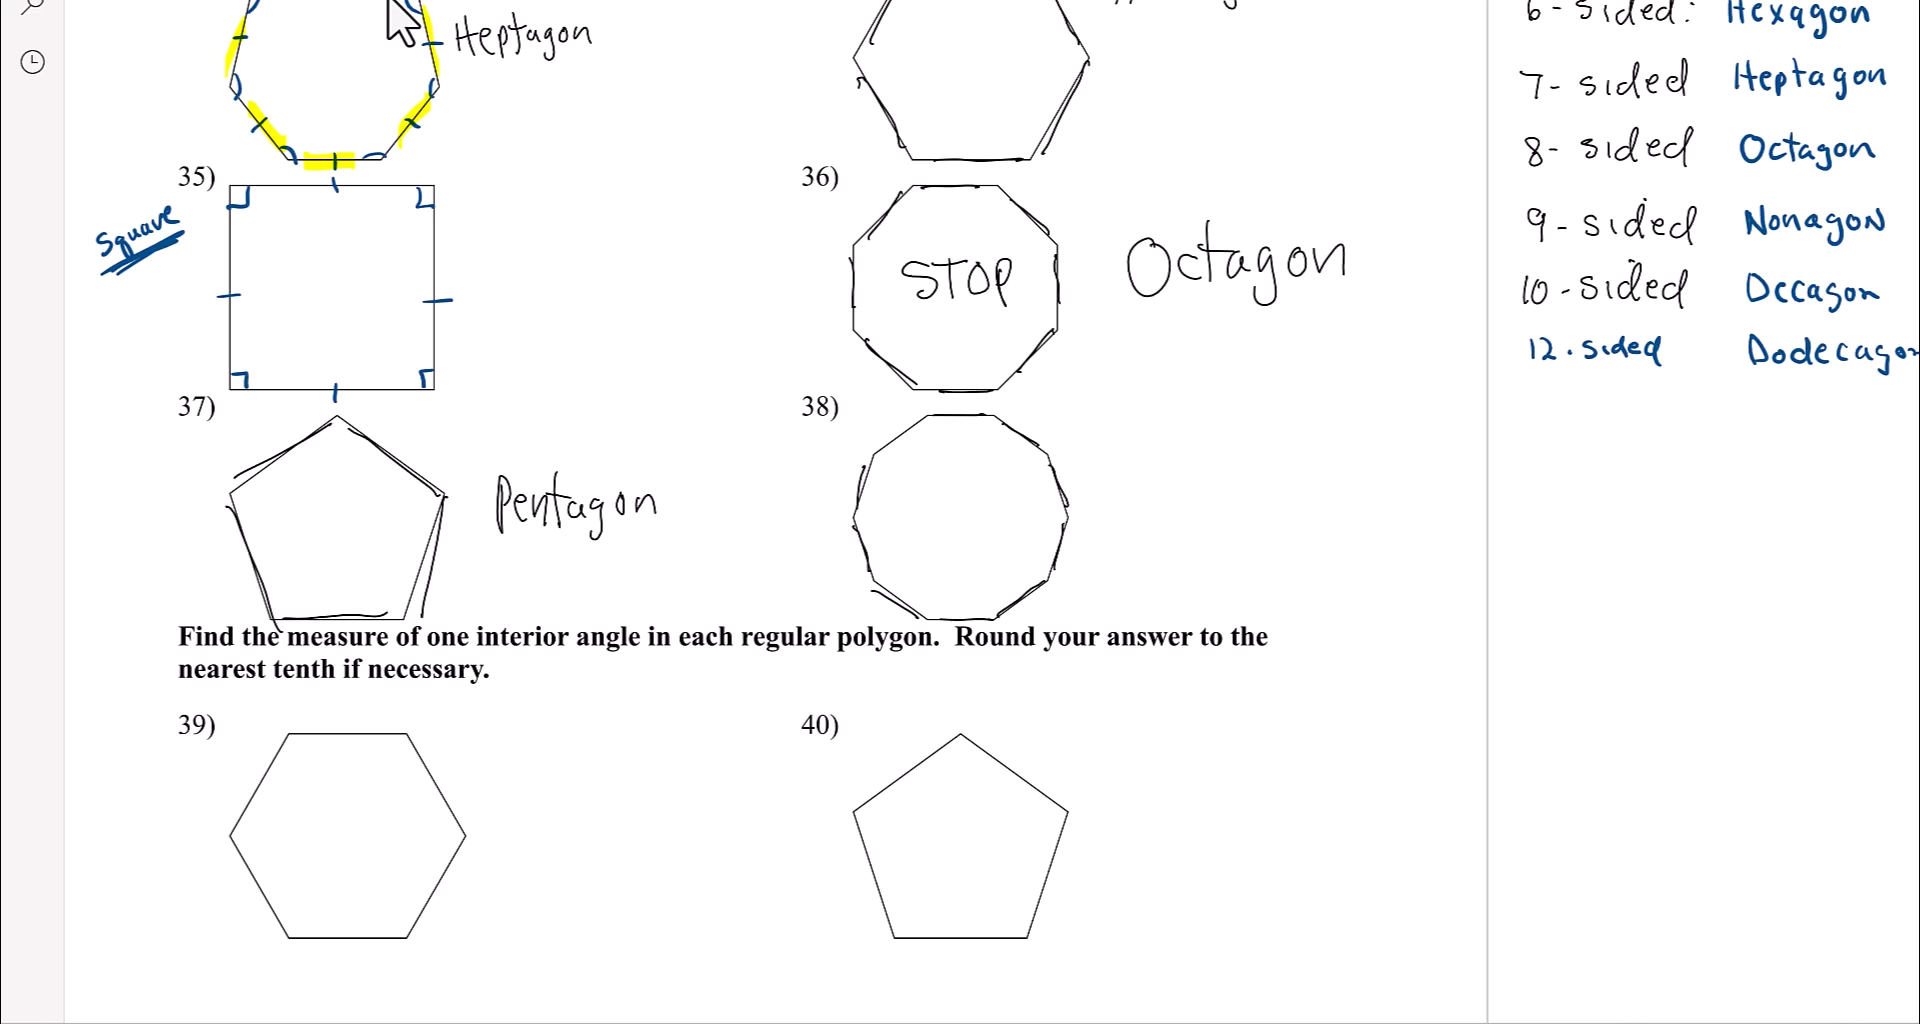 Heptagon
35)
Square
36)
STOP
Octagon
37)
Pentagon
38)
Find the measure of one interior angle in each regular polygon.  Round your answer to the
nearest tenth if necessary.
39)
40)
6 - sided: Hexagon
7 - sided Heptagon
8 - sided Octagon
9 - sided Nonagon
10 - sided Decagon
12 . sided Dodecagon